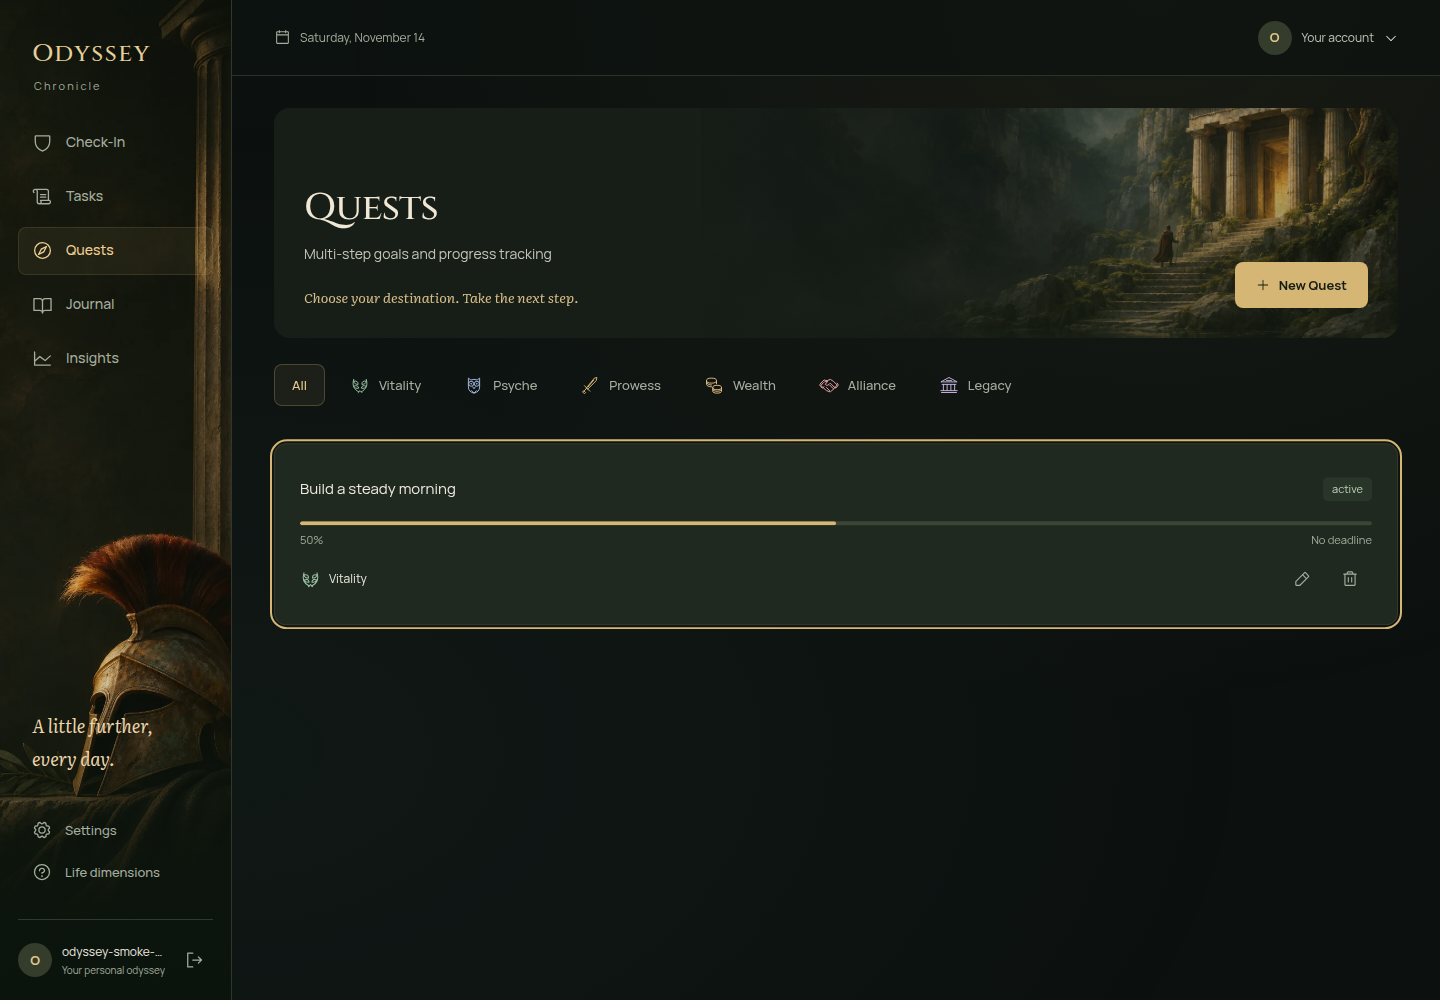 ODYSSEY
Chronicle
Check-In
Tasks
Quests
Journal
Insights
A little further,
every day.
Settings
Life dimensions
O
odyssey-smoke-...
Your personal odyssey
Saturday, November 14
O Your account
QUESTS
Multi-step goals and progress tracking
Choose your destination. Take the next step.
+ New Quest
All Vitality Psyche Prowess Wealth Alliance Legacy
Build a steady morning active
50% No deadline
Vitality